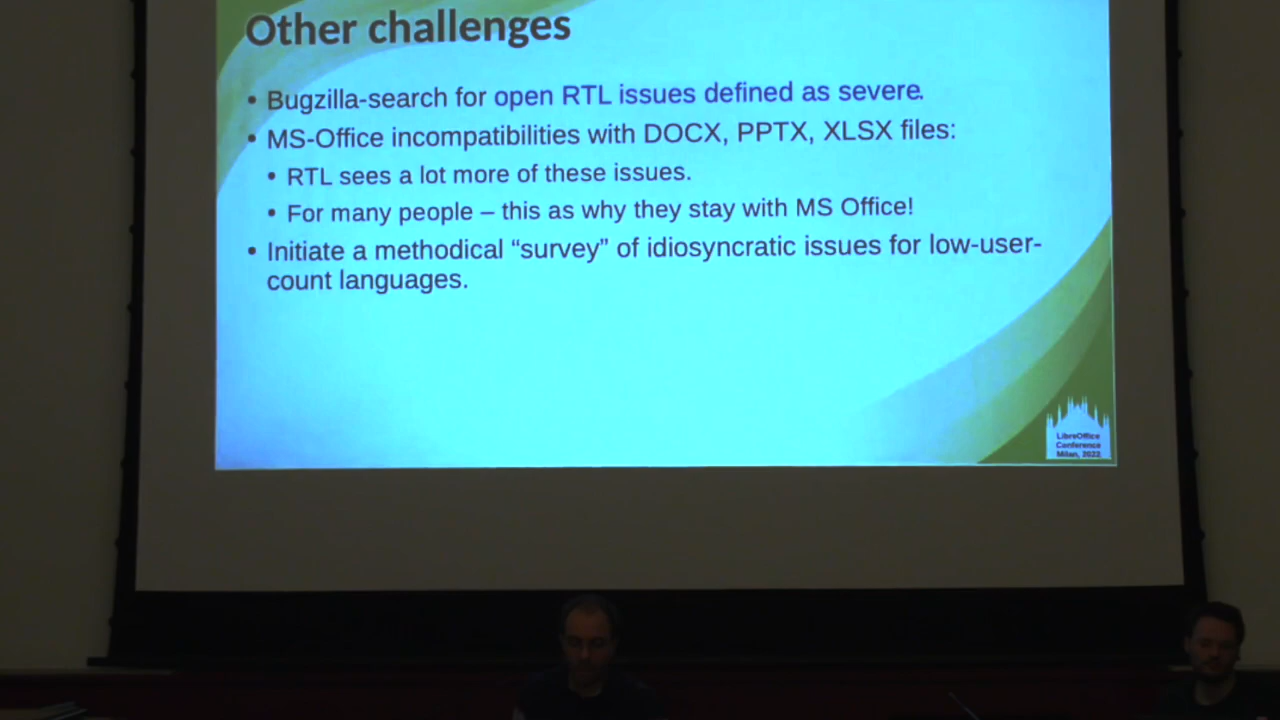 Other challenges
• Bugzilla-search for open RTL issues defined as severe.
• MS-Office incompatibilities with DOCX, PPTX, XLSX files:
• RTL sees a lot more of these issues.
• For many people – this as why they stay with MS Office!
• Initiate a methodical “survey” of idiosyncratic issues for low-user-
count languages.
LibreOffice
Conference
Milan, 2022